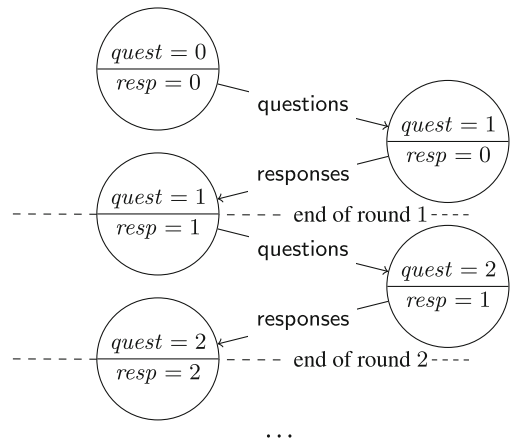 quest = 0
resp = 0
questions
quest = 1
resp = 0
responses
quest = 1
resp = 1
end of round 1
questions
quest = 2
resp = 1
responses
quest = 2
resp = 2
end of round 2
...